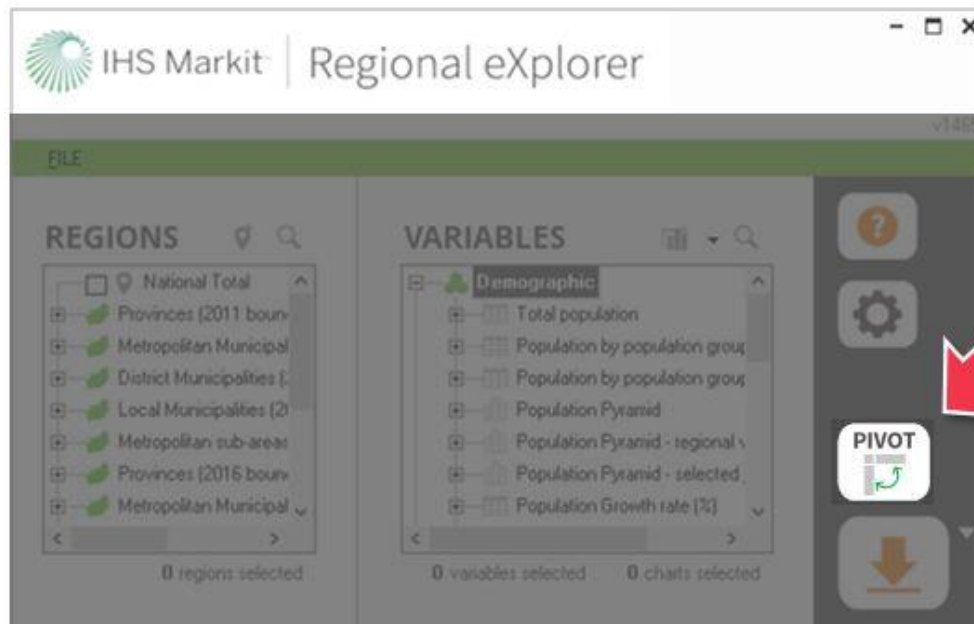 IHS Markit | Regional eXplorer
v146
FILE
REGIONS
National Total
Provinces (2011 boun
Metropolitan Municipal
District Municipalities (
Local Municipalities (2
Metropolitan sub-areas
Provinces (2016 boun
Metropolitan Municipal
0 regions selected
VARIABLES
Demographic
Total population
Population by population group
Population by population group
Population Pyramid
Population Pyramid - regional v
Population Pyramid - selected
Population Growth rate (%)
0 variables selected 0 charts selected
?
PIVOT